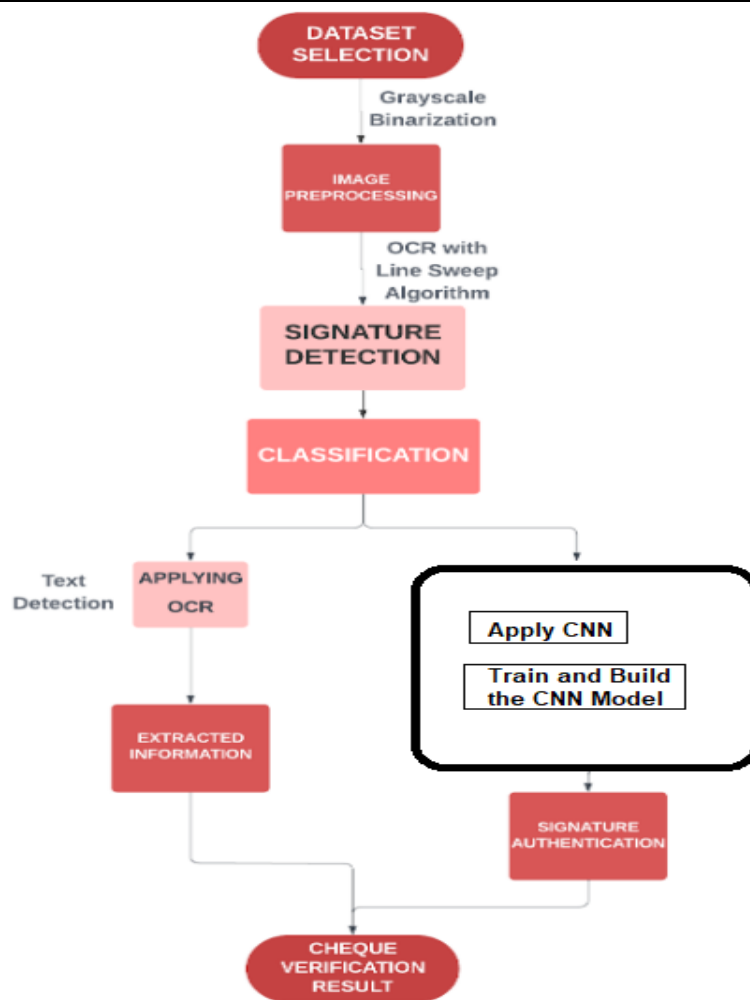 DATASET
SELECTION
Grayscale
Binarization
IMAGE
PREPROCESSING
OCR with
Line Sweep
Algorithm
SIGNATURE
DETECTION
CLASSIFICATION
Text
Detection
APPLYING
OCR
Apply CNN
Train and Build
the CNN Model
EXTRACTED
INFORMATION
SIGNATURE
AUTHENTICATION
CHEQUE
VERIFICATION
RESULT